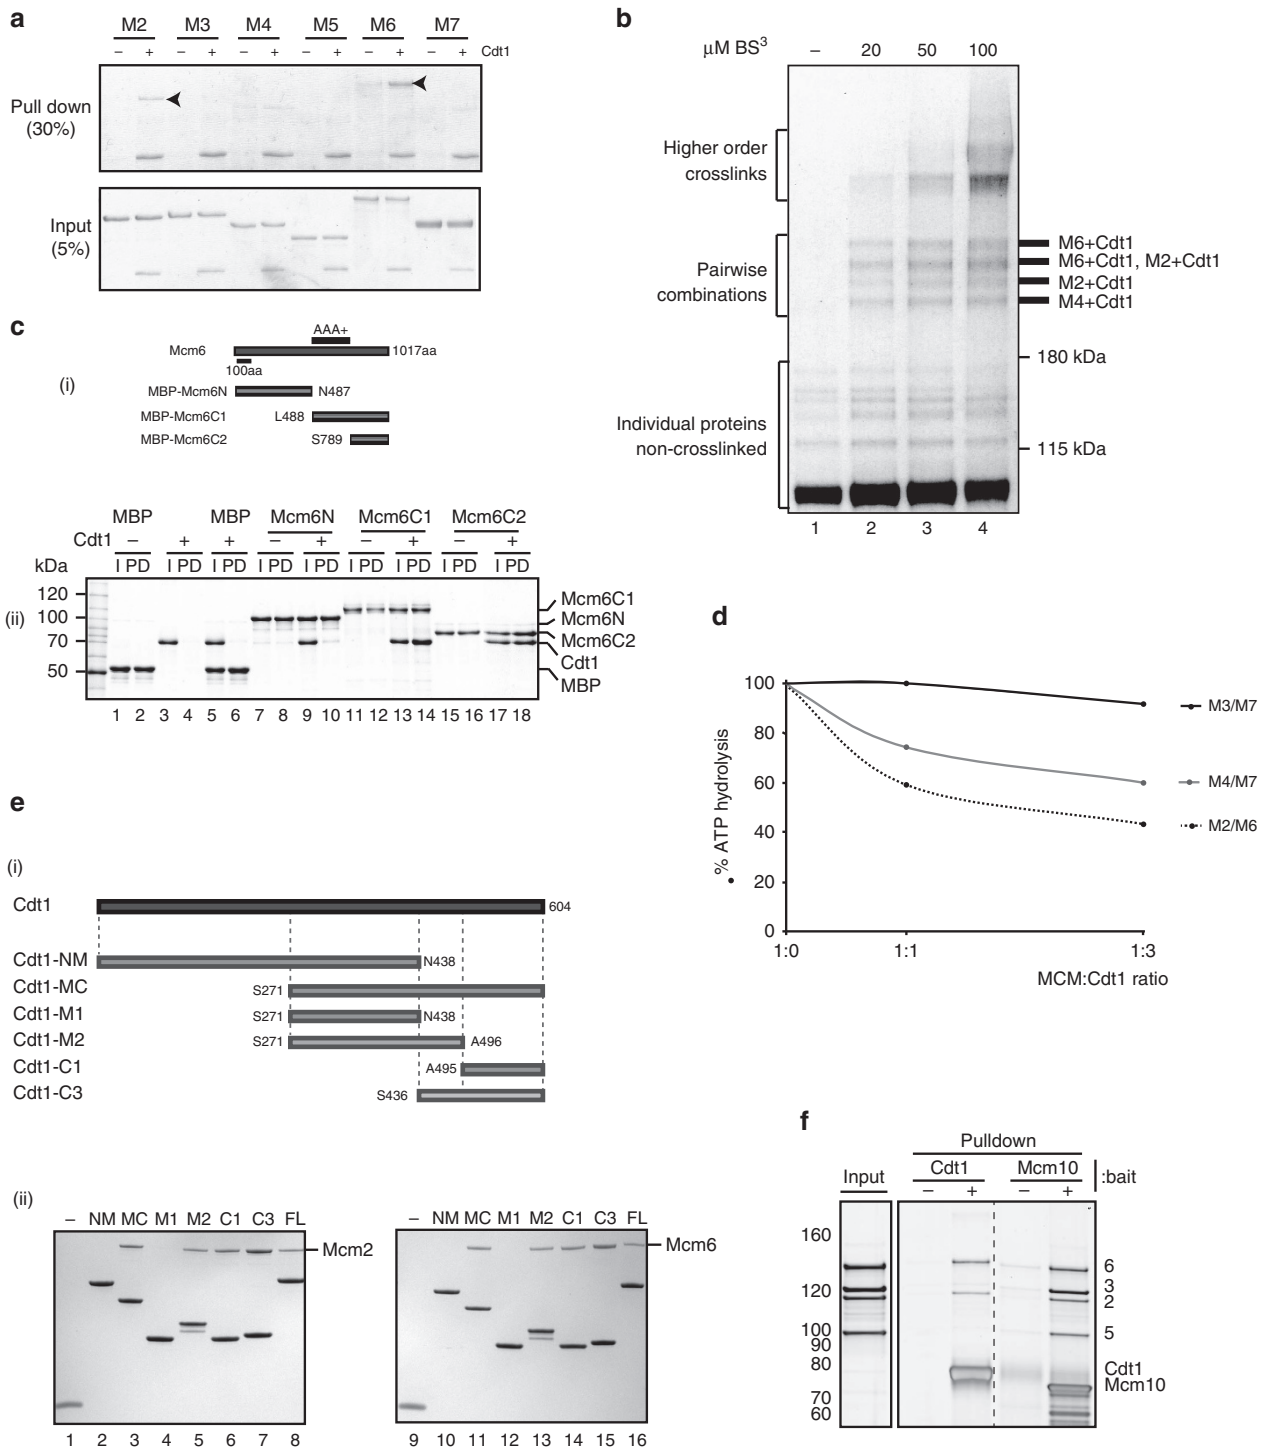 a
M2 M3 M4 M5 M6 M7
– + – + – + – + – + – + Cdt1
Pull down
(30%)
Input
(5%)
b
μM BS3 – 20 50 100
Higher order
crosslinks
Pairwise
combinations
Individual proteins
non-crosslinked
M6+Cdt1
M6+Cdt1, M2+Cdt1
M2+Cdt1
M4+Cdt1
180 kDa
115 kDa
1 2 3 4
c
(i)
AAA+
Mcm6 1017aa
100aa
MBP-Mcm6N N487
MBP-Mcm6C1 L488
MBP-Mcm6C2 S789
(ii)
MBP MBP Mcm6N Mcm6C1 Mcm6C2
Cdt1 – + + – + – + – +
kDa I PD I PD I PD I PD I PD I PD I PD I PD I PD
120
100
70
50
Mcm6C1
Mcm6N
Mcm6C2
Cdt1
MBP
1 2 3 4 5 6 7 8 9 10 11 12 13 14 15 16 17 18
d
• % ATP hydrolysis
100
80
60
40
20
0
1:0 1:1 1:3
MCM:Cdt1 ratio
M3/M7
M4/M7
M2/M6
e
(i)
Cdt1 604
Cdt1-NM N438
Cdt1-MC S271
Cdt1-M1 S271 N438
Cdt1-M2 S271 A496
Cdt1-C1 A495
Cdt1-C3 S436
(ii)
– NM MC M1 M2 C1 C3 FL
Mcm2
1 2 3 4 5 6 7 8
– NM MC M1 M2 C1 C3 FL
Mcm6
9 10 11 12 13 14 15 16
f
Pulldown
Input Cdt1 Mcm10 :bait
– + – +
160
120
100
90
80
70
60
6
3
2
5
Cdt1
Mcm10